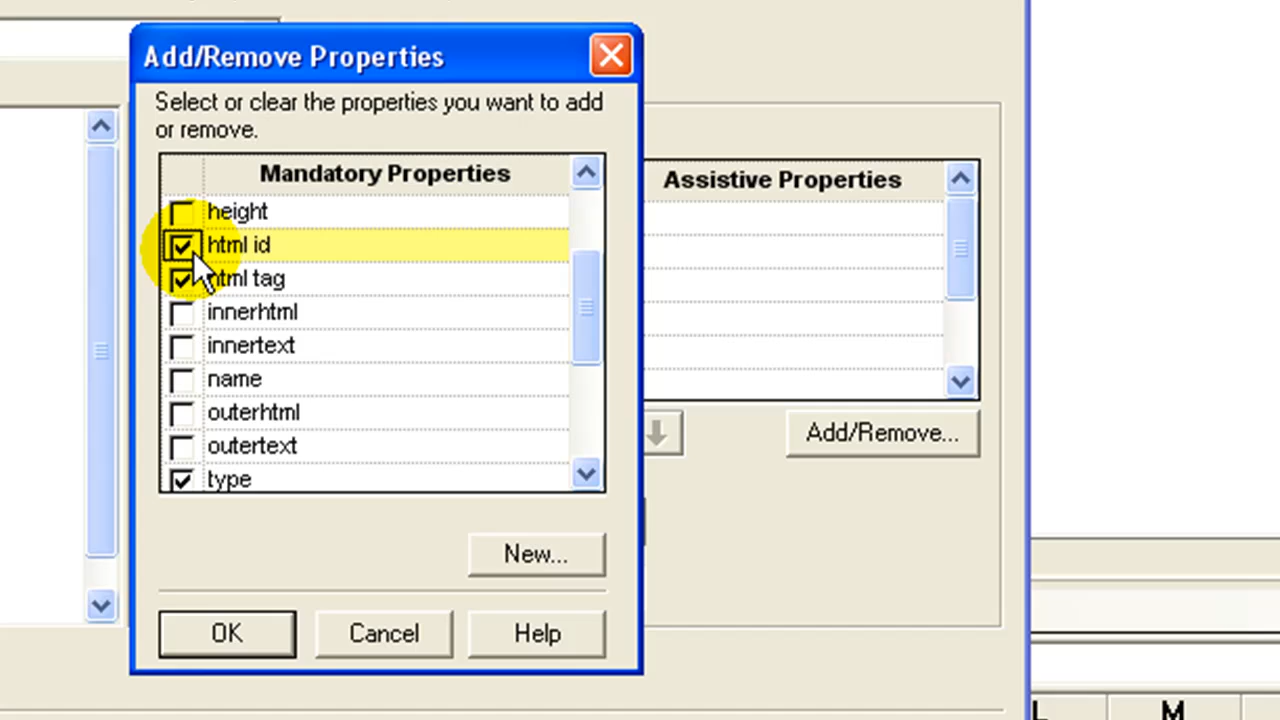 Add/Remove Properties
Select or clear the properties you want to add
or remove.
Mandatory Properties
height
html id
html tag
innerhtml
innertext
name
outerhtml
outertext
type
New...
OK
Cancel
Help
Assistive Properties
Add/Remove...
L
M